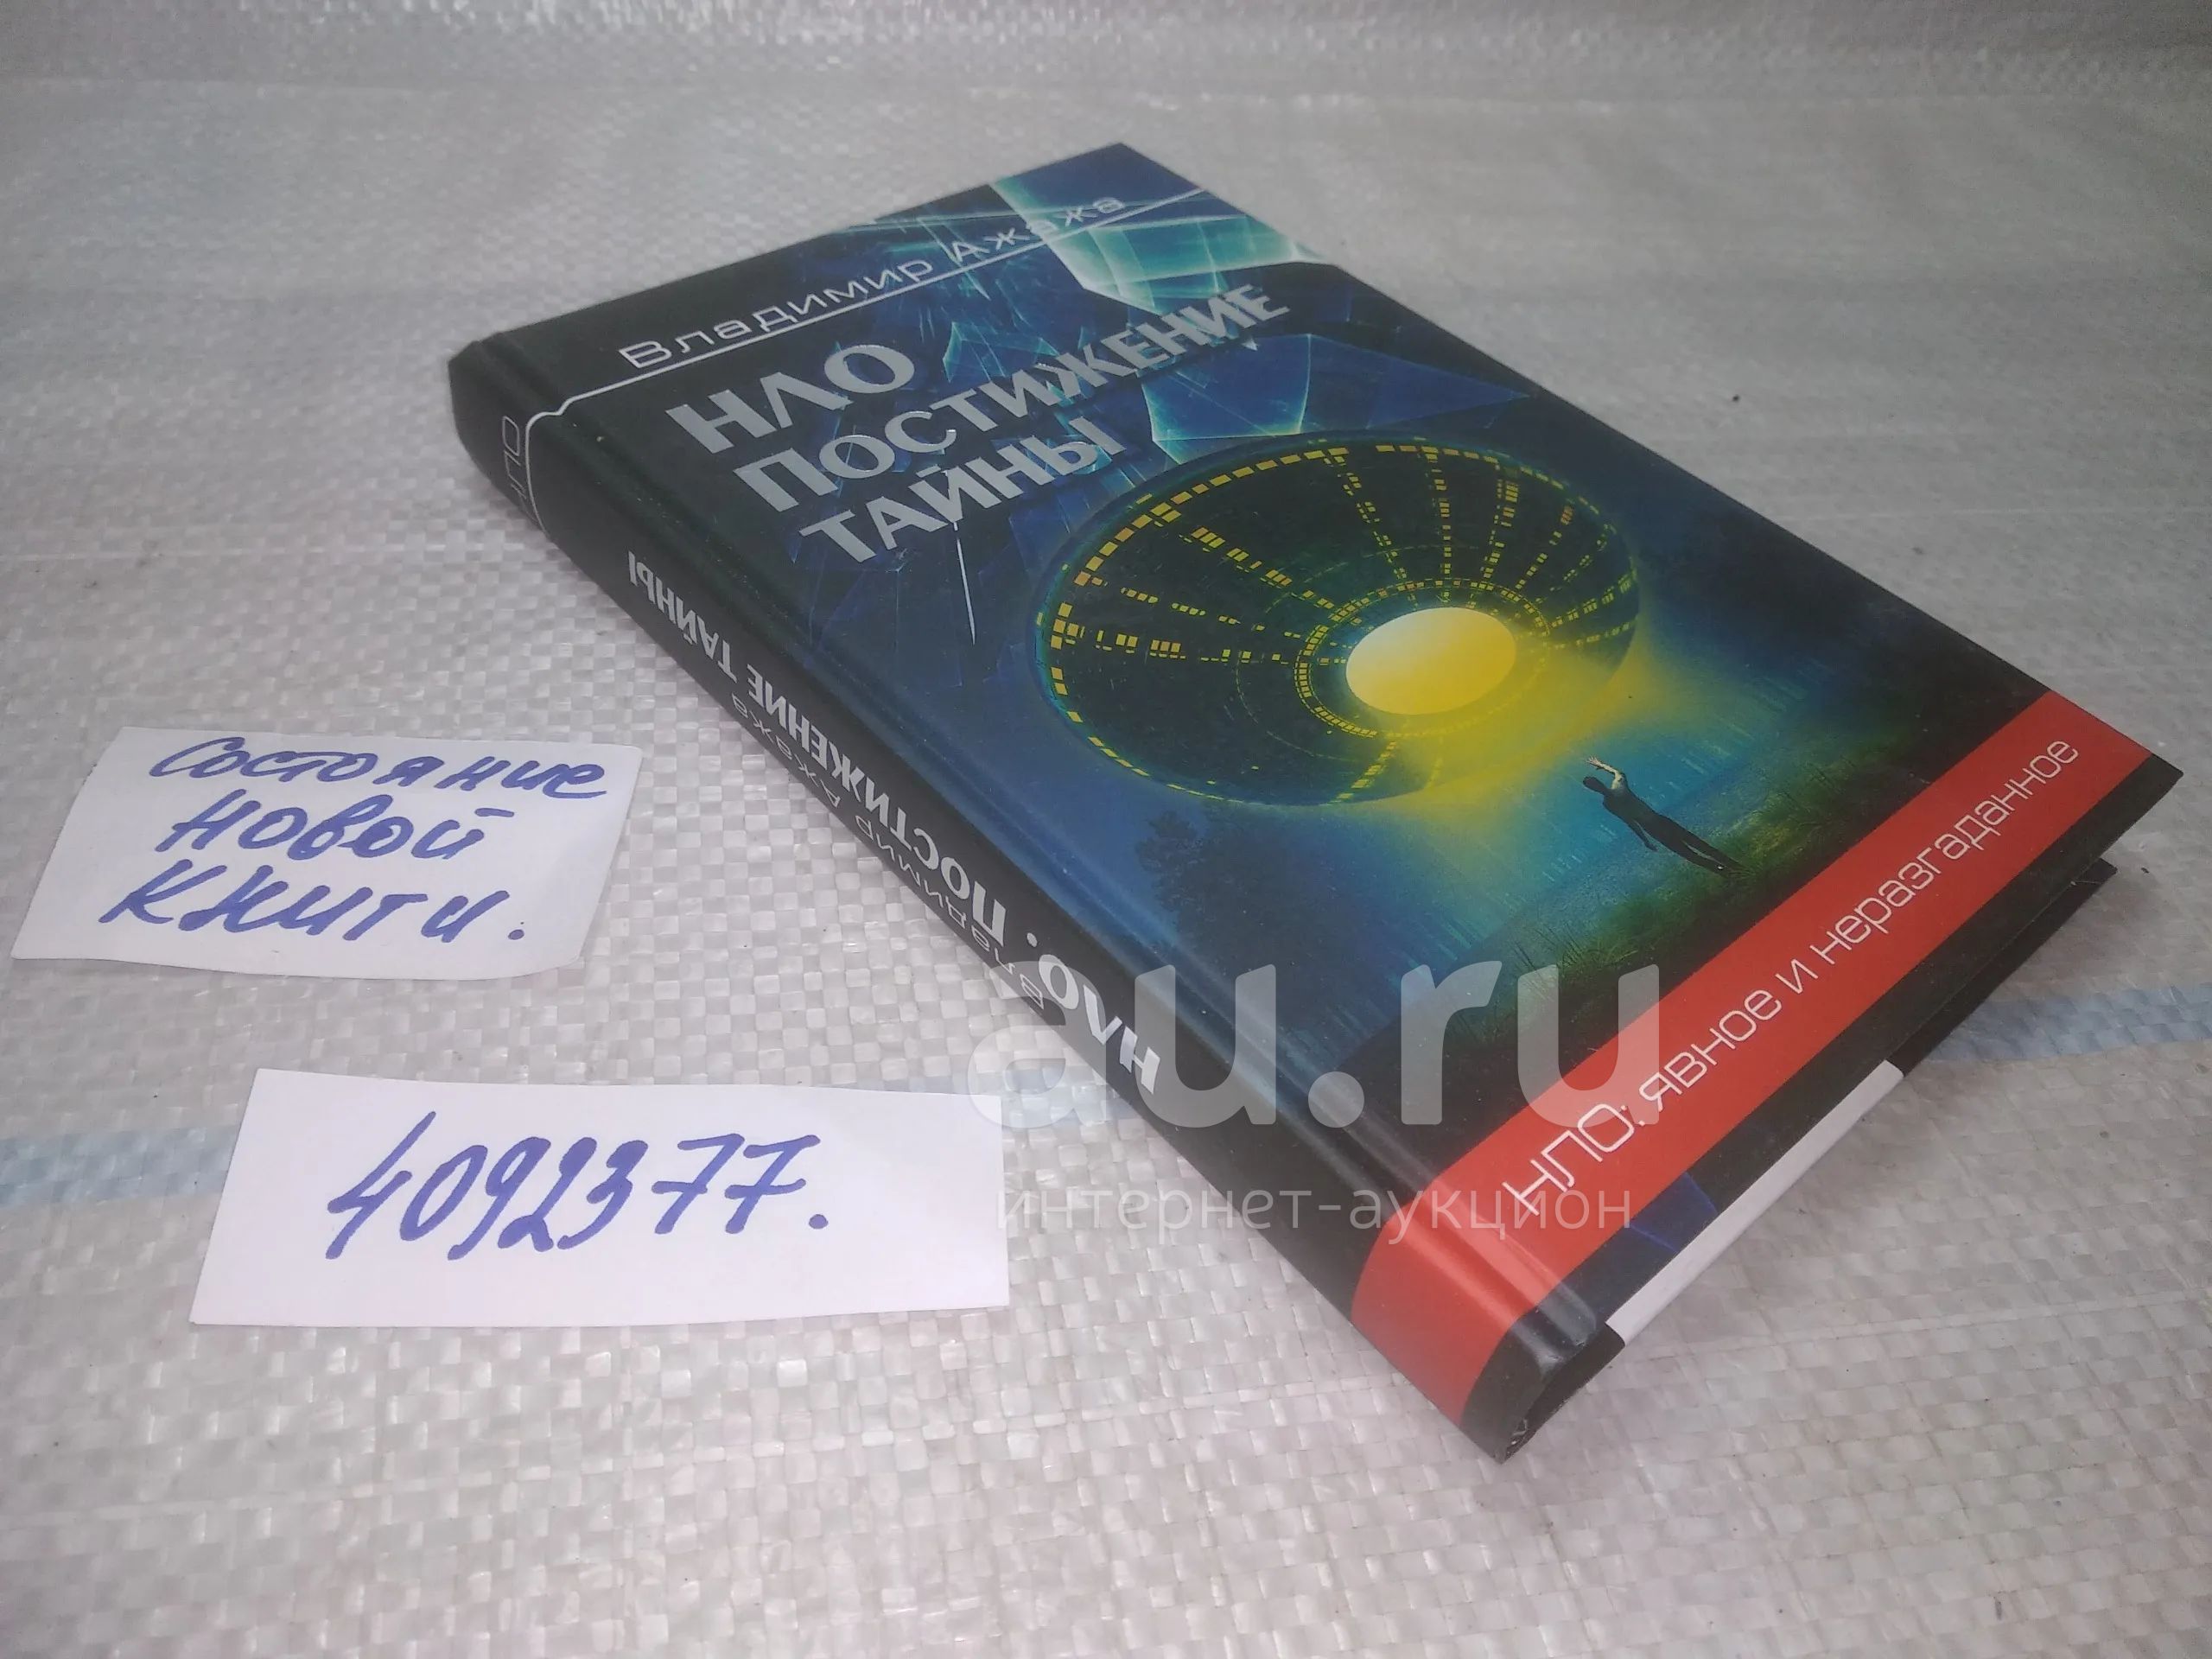 Владимир Ажажа
НЛО
ПОСТИЖЕНИЕ
ТАЙНЫ
НЛО: явное и неразгаданное
НЛО
НЛО. ПОСТИЖЕНИЕ ТАЙНЫ
Владимир Ажажа
Состояние
новой
книги.
4092377.
au.ru
интернет-аукцион